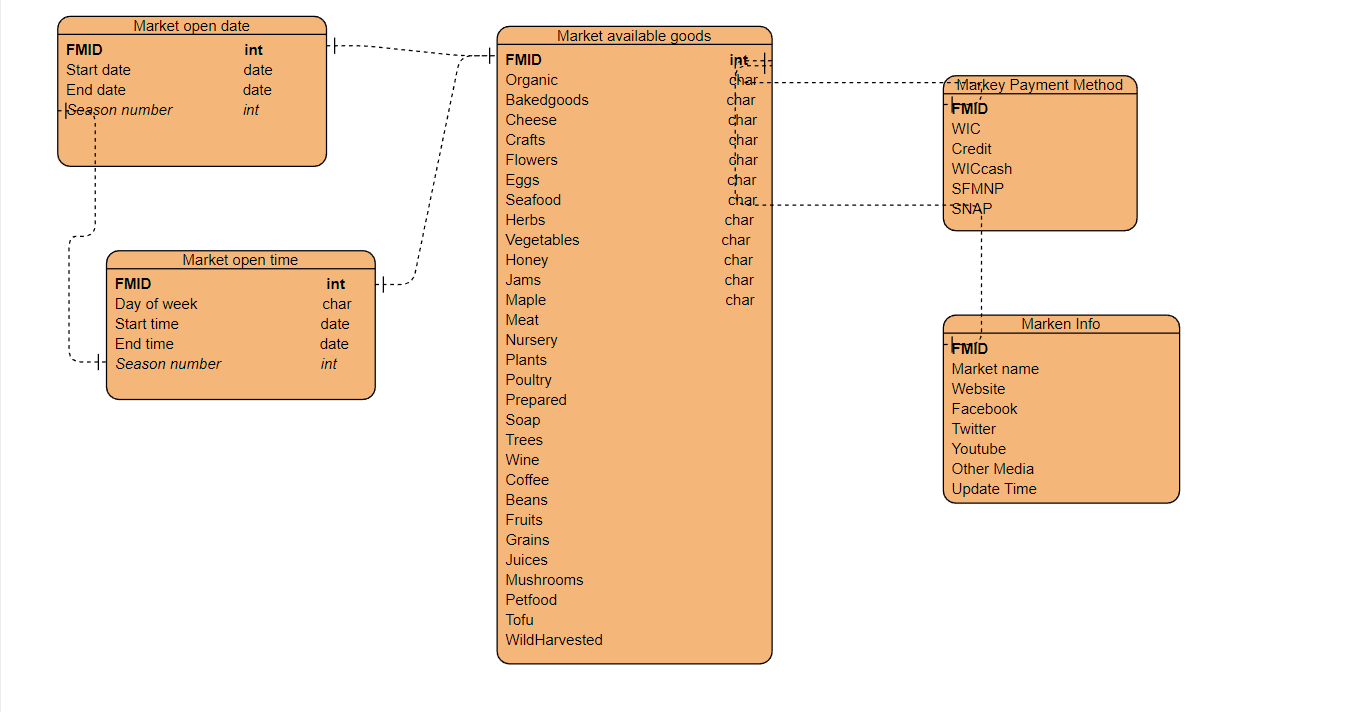 Market open date
FMID int
Start date date
End date date
Season number int
Market open time
FMID int
Day of week char
Start time date
End time date
Season number int
Market available goods
FMID int
Organic char
Bakedgoods char
Cheese char
Crafts char
Flowers char
Eggs char
Seafood char
Herbs char
Vegetables char
Honey char
Jams char
Maple char
Meat
Nursery
Plants
Poultry
Prepared
Soap
Trees
Wine
Coffee
Beans
Fruits
Grains
Juices
Mushrooms
Petfood
Tofu
WildHarvested
Markey Payment Method
FMID
WIC
Credit
WICcash
SFMNP
SNAP
Marken Info
FMID
Market name
Website
Facebook
Twitter
Youtube
Other Media
Update Time